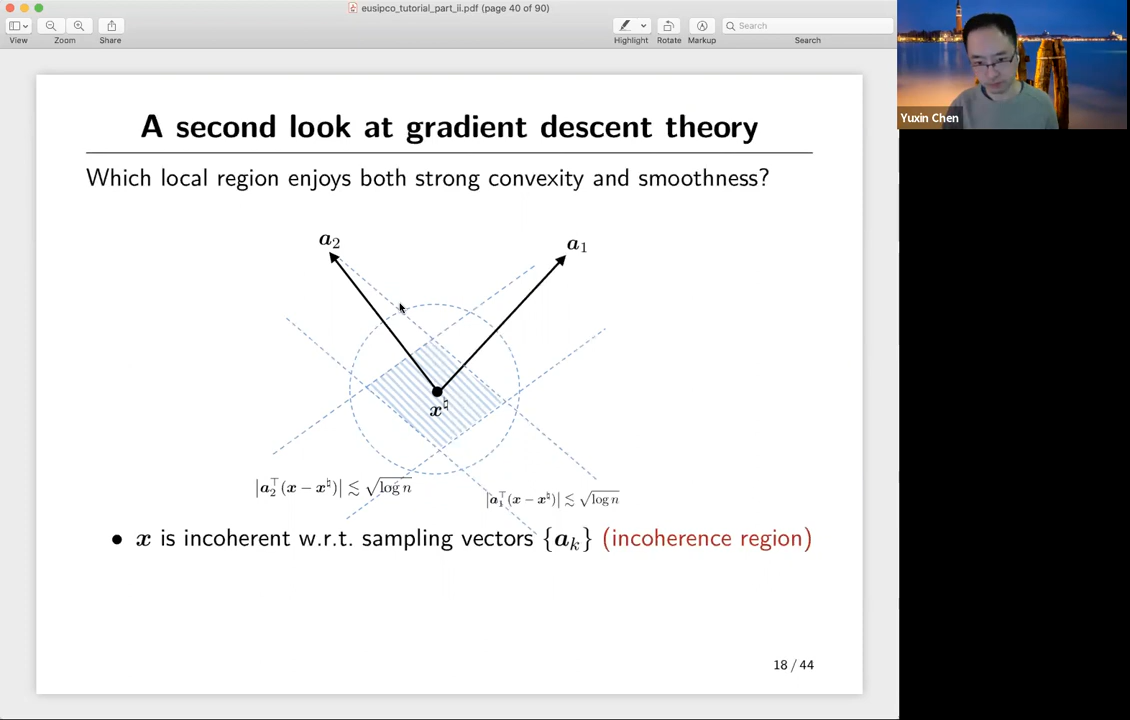 eusipco_tutorial_part_ii.pdf (page 40 of 90)
View Zoom Share Highlight Rotate Markup Search Search
Yuxin Chen
A second look at gradient descent theory
Which local region enjoys both strong convexity and smoothness?
a₂ a₁
x♮
|a₂⊤(x − x♮)| ≲ √log n |a₁⊤(x − x♮)| ≲ √log n
• x is incoherent w.r.t. sampling vectors {aₖ} (incoherence region)
18 / 44